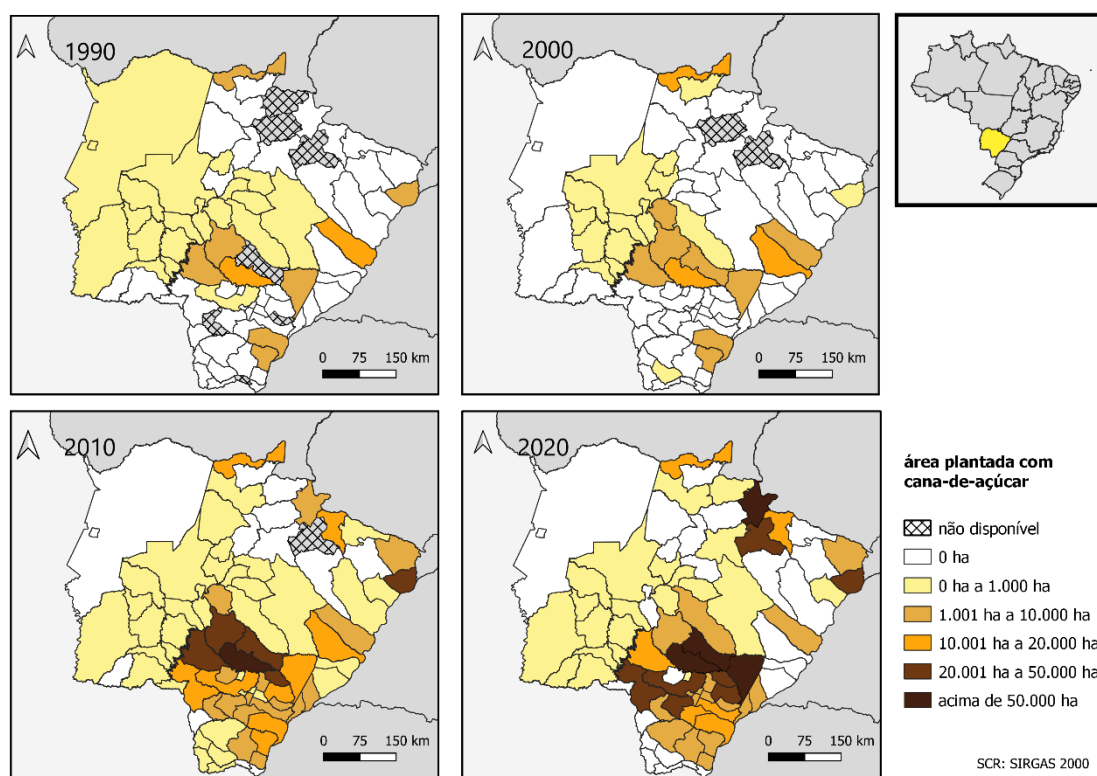 1990
0 75 150 km
2000
0 75 150 km
2010
0 75 150 km
2020
0 75 150 km
área plantada com
cana-de-açúcar
não disponível
0 ha
0 ha a 1.000 ha
1.001 ha a 10.000 ha
10.001 ha a 20.000 ha
20.001 ha a 50.000 ha
acima de 50.000 ha
SCR: SIRGAS 2000